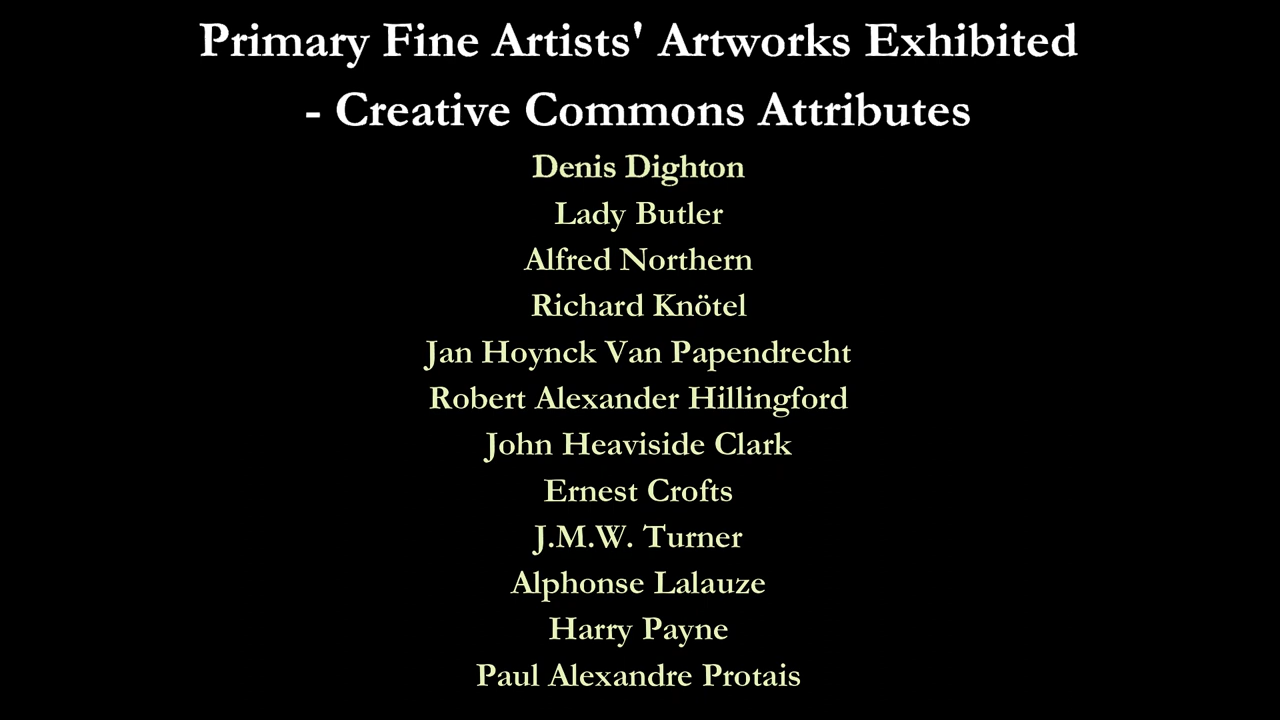 Primary Fine Artists' Artworks Exhibited
- Creative Commons Attributes
Denis Dighton
Lady Butler
Alfred Northern
Richard Knötel
Jan Hoynck Van Papendrecht
Robert Alexander Hillingford
John Heaviside Clark
Ernest Crofts
J.M.W. Turner
Alphonse Lalauze
Harry Payne
Paul Alexandre Protais